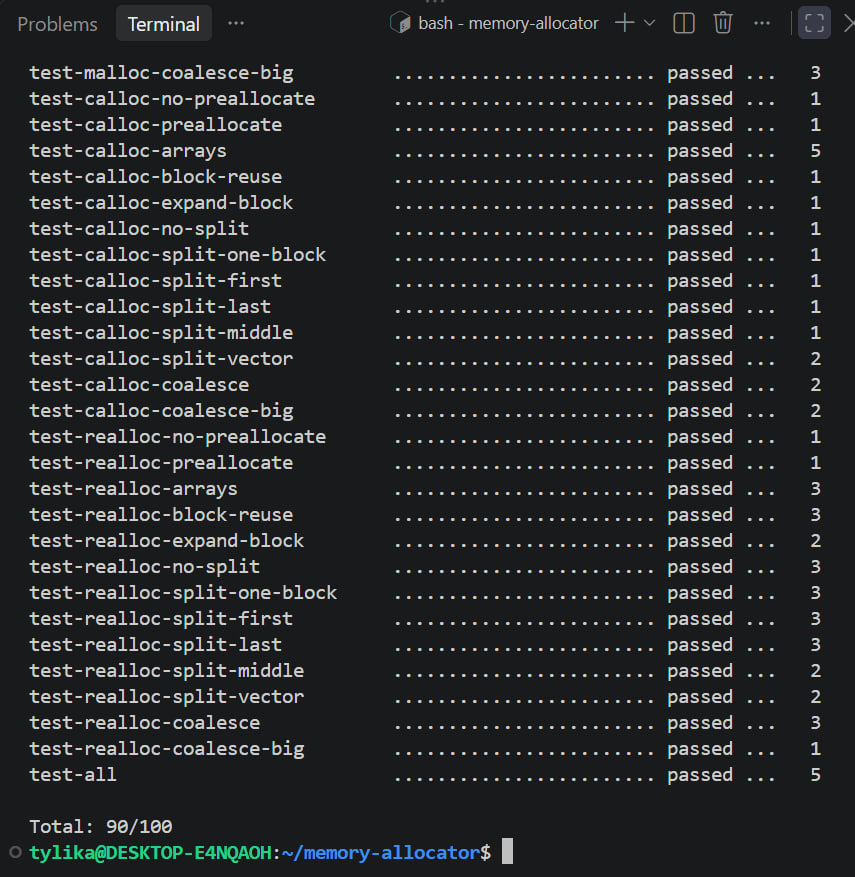 Problems Terminal ··· bash - memory-allocator
test-malloc-coalesce-big ........................ passed ... 3
test-calloc-no-preallocate ........................ passed ... 1
test-calloc-preallocate ........................ passed ... 1
test-calloc-arrays ........................ passed ... 5
test-calloc-block-reuse ........................ passed ... 1
test-calloc-expand-block ........................ passed ... 1
test-calloc-no-split ........................ passed ... 1
test-calloc-split-one-block ........................ passed ... 1
test-calloc-split-first ........................ passed ... 1
test-calloc-split-last ........................ passed ... 1
test-calloc-split-middle ........................ passed ... 1
test-calloc-split-vector ........................ passed ... 2
test-calloc-coalesce ........................ passed ... 2
test-calloc-coalesce-big ........................ passed ... 2
test-realloc-no-preallocate ........................ passed ... 1
test-realloc-preallocate ........................ passed ... 1
test-realloc-arrays ........................ passed ... 3
test-realloc-block-reuse ........................ passed ... 3
test-realloc-expand-block ........................ passed ... 2
test-realloc-no-split ........................ passed ... 3
test-realloc-split-one-block ........................ passed ... 3
test-realloc-split-first ........................ passed ... 3
test-realloc-split-last ........................ passed ... 3
test-realloc-split-middle ........................ passed ... 2
test-realloc-split-vector ........................ passed ... 2
test-realloc-coalesce ........................ passed ... 3
test-realloc-coalesce-big ........................ passed ... 1
test-all ........................ passed ... 5
Total: 90/100
tylika@DESKTOP-E4NQAOH:~/memory-allocator$